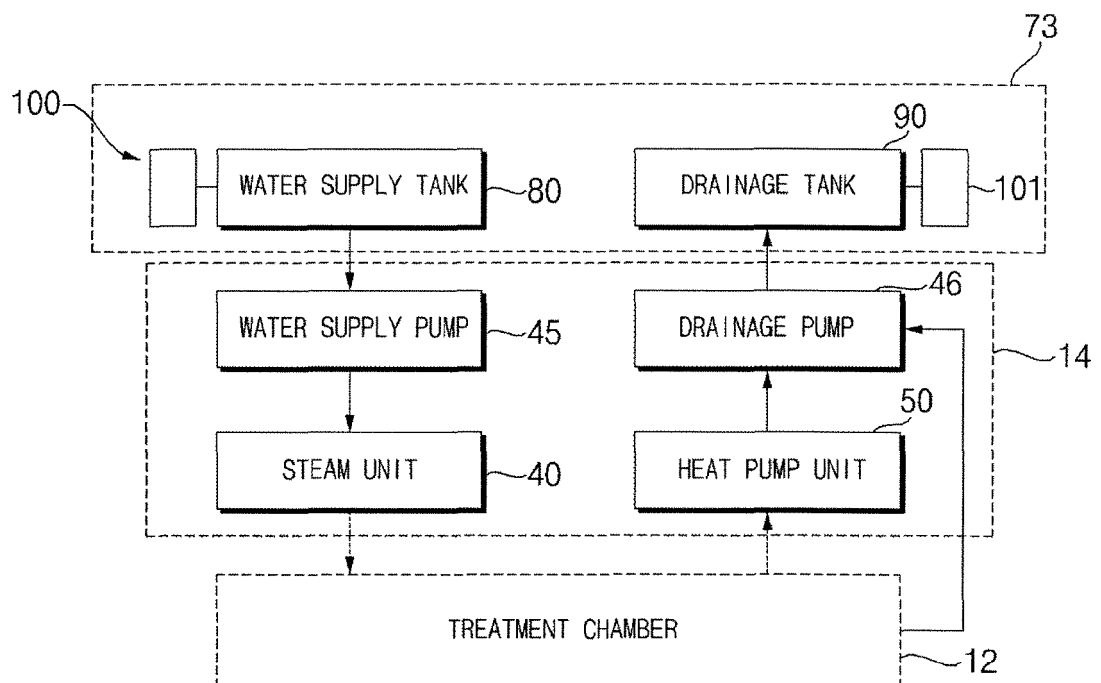 73
100
90
WATER SUPPLY TANK
80
DRAINAGE TANK
101
46
WATER SUPPLY PUMP
45
DRAINAGE PUMP
14
50
STEAM UNIT
40
HEAT PUMP UNIT
TREATMENT CHAMBER
12